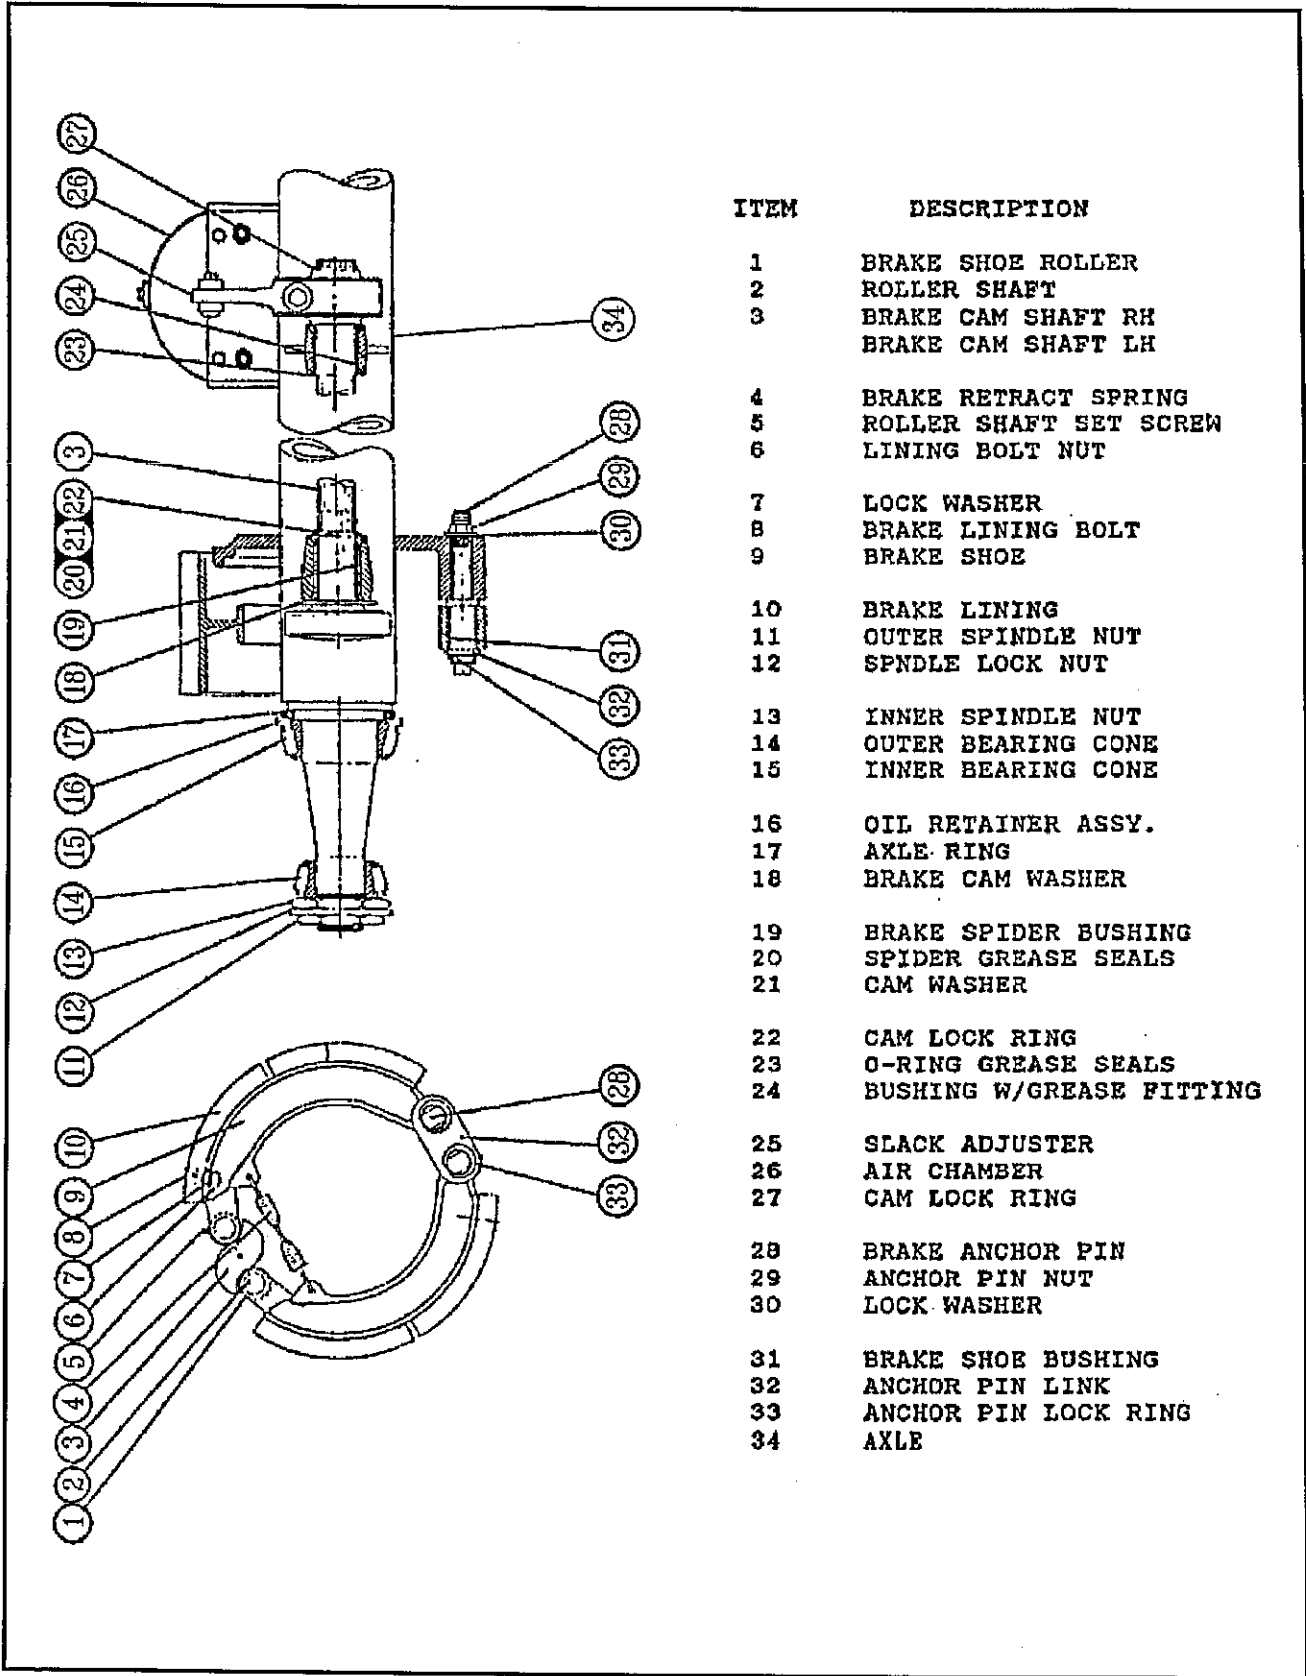 27
26
25
24
23
34
3
22
21
20
19
18
17
16
15
14
13
12
11
28
29
30
31
32
33
10
9
8
7
6
5
4
3
2
1
28
32
33
ITEM DESCRIPTION
1 BRAKE SHOE ROLLER
2 ROLLER SHAFT
3 BRAKE CAM SHAFT RH
BRAKE CAM SHAFT LH
4 BRAKE RETRACT SPRING
5 ROLLER SHAFT SET SCREW
6 LINING BOLT NUT
7 LOCK WASHER
8 BRAKE LINING BOLT
9 BRAKE SHOE
10 BRAKE LINING
11 OUTER SPINDLE NUT
12 SPNDLE LOCK NUT
13 INNER SPINDLE NUT
14 OUTER BEARING CONE
15 INNER BEARING CONE
16 OIL RETAINER ASSY.
17 AXLE RING
18 BRAKE CAM WASHER
19 BRAKE SPIDER BUSHING
20 SPIDER GREASE SEALS
21 CAM WASHER
22 CAM LOCK RING
23 O-RING GREASE SEALS
24 BUSHING W/GREASE FITTING
25 SLACK ADJUSTER
26 AIR CHAMBER
27 CAM LOCK RING
28 BRAKE ANCHOR PIN
29 ANCHOR PIN NUT
30 LOCK WASHER
31 BRAKE SHOE BUSHING
32 ANCHOR PIN LINK
33 ANCHOR PIN LOCK RING
34 AXLE